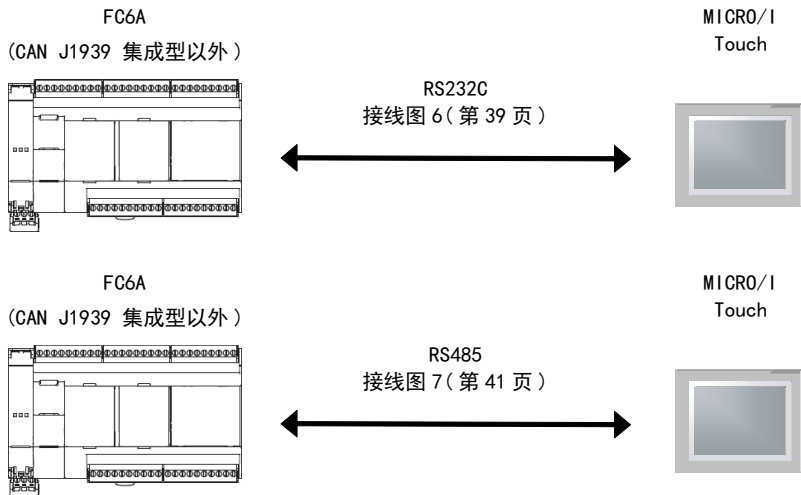 FC6A
(CAN J1939 集成型以外)
MICRO/I
Touch
RS232C
接线图 6(第 39 页)
FC6A
(CAN J1939 集成型以外)
MICRO/I
Touch
RS485
接线图 7(第 41 页)